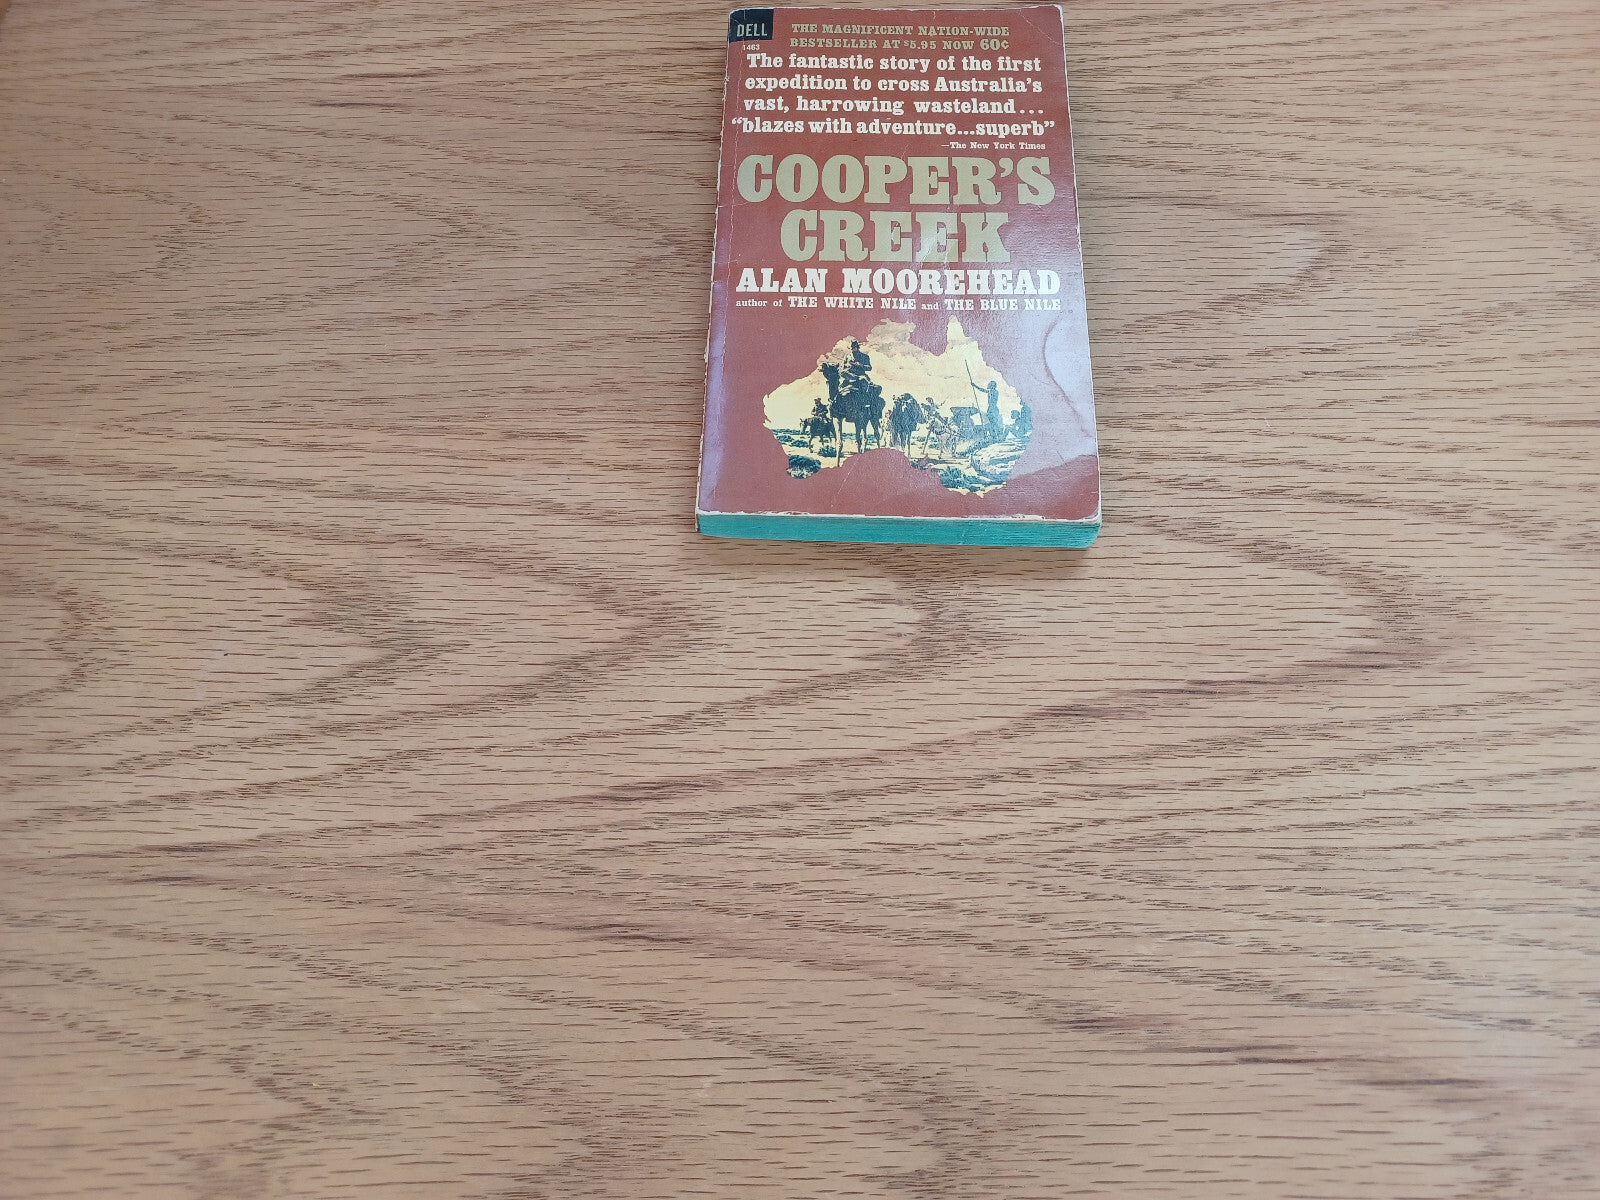 DELL
1463
THE MAGNIFICENT NATION-WIDE
BESTSELLER AT $5.95 NOW 60¢
The fantastic story of the first
expedition to cross Australia's
vast, harrowing wasteland...
"blazes with adventure...superb"
—The New York Times
COOPER'S
CREEK
ALAN MOOREHEAD
author of THE WHITE NILE and THE BLUE NILE